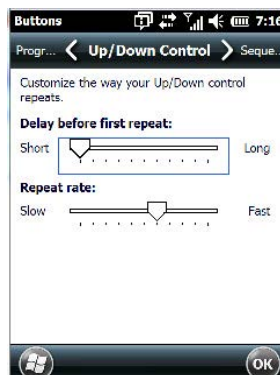 Buttons 7:16
Progr... Up/Down Control Seque...
Customize the way your Up/Down control
repeats.
Delay before first repeat:
Short Long
Repeat rate:
Slow Fast
OK